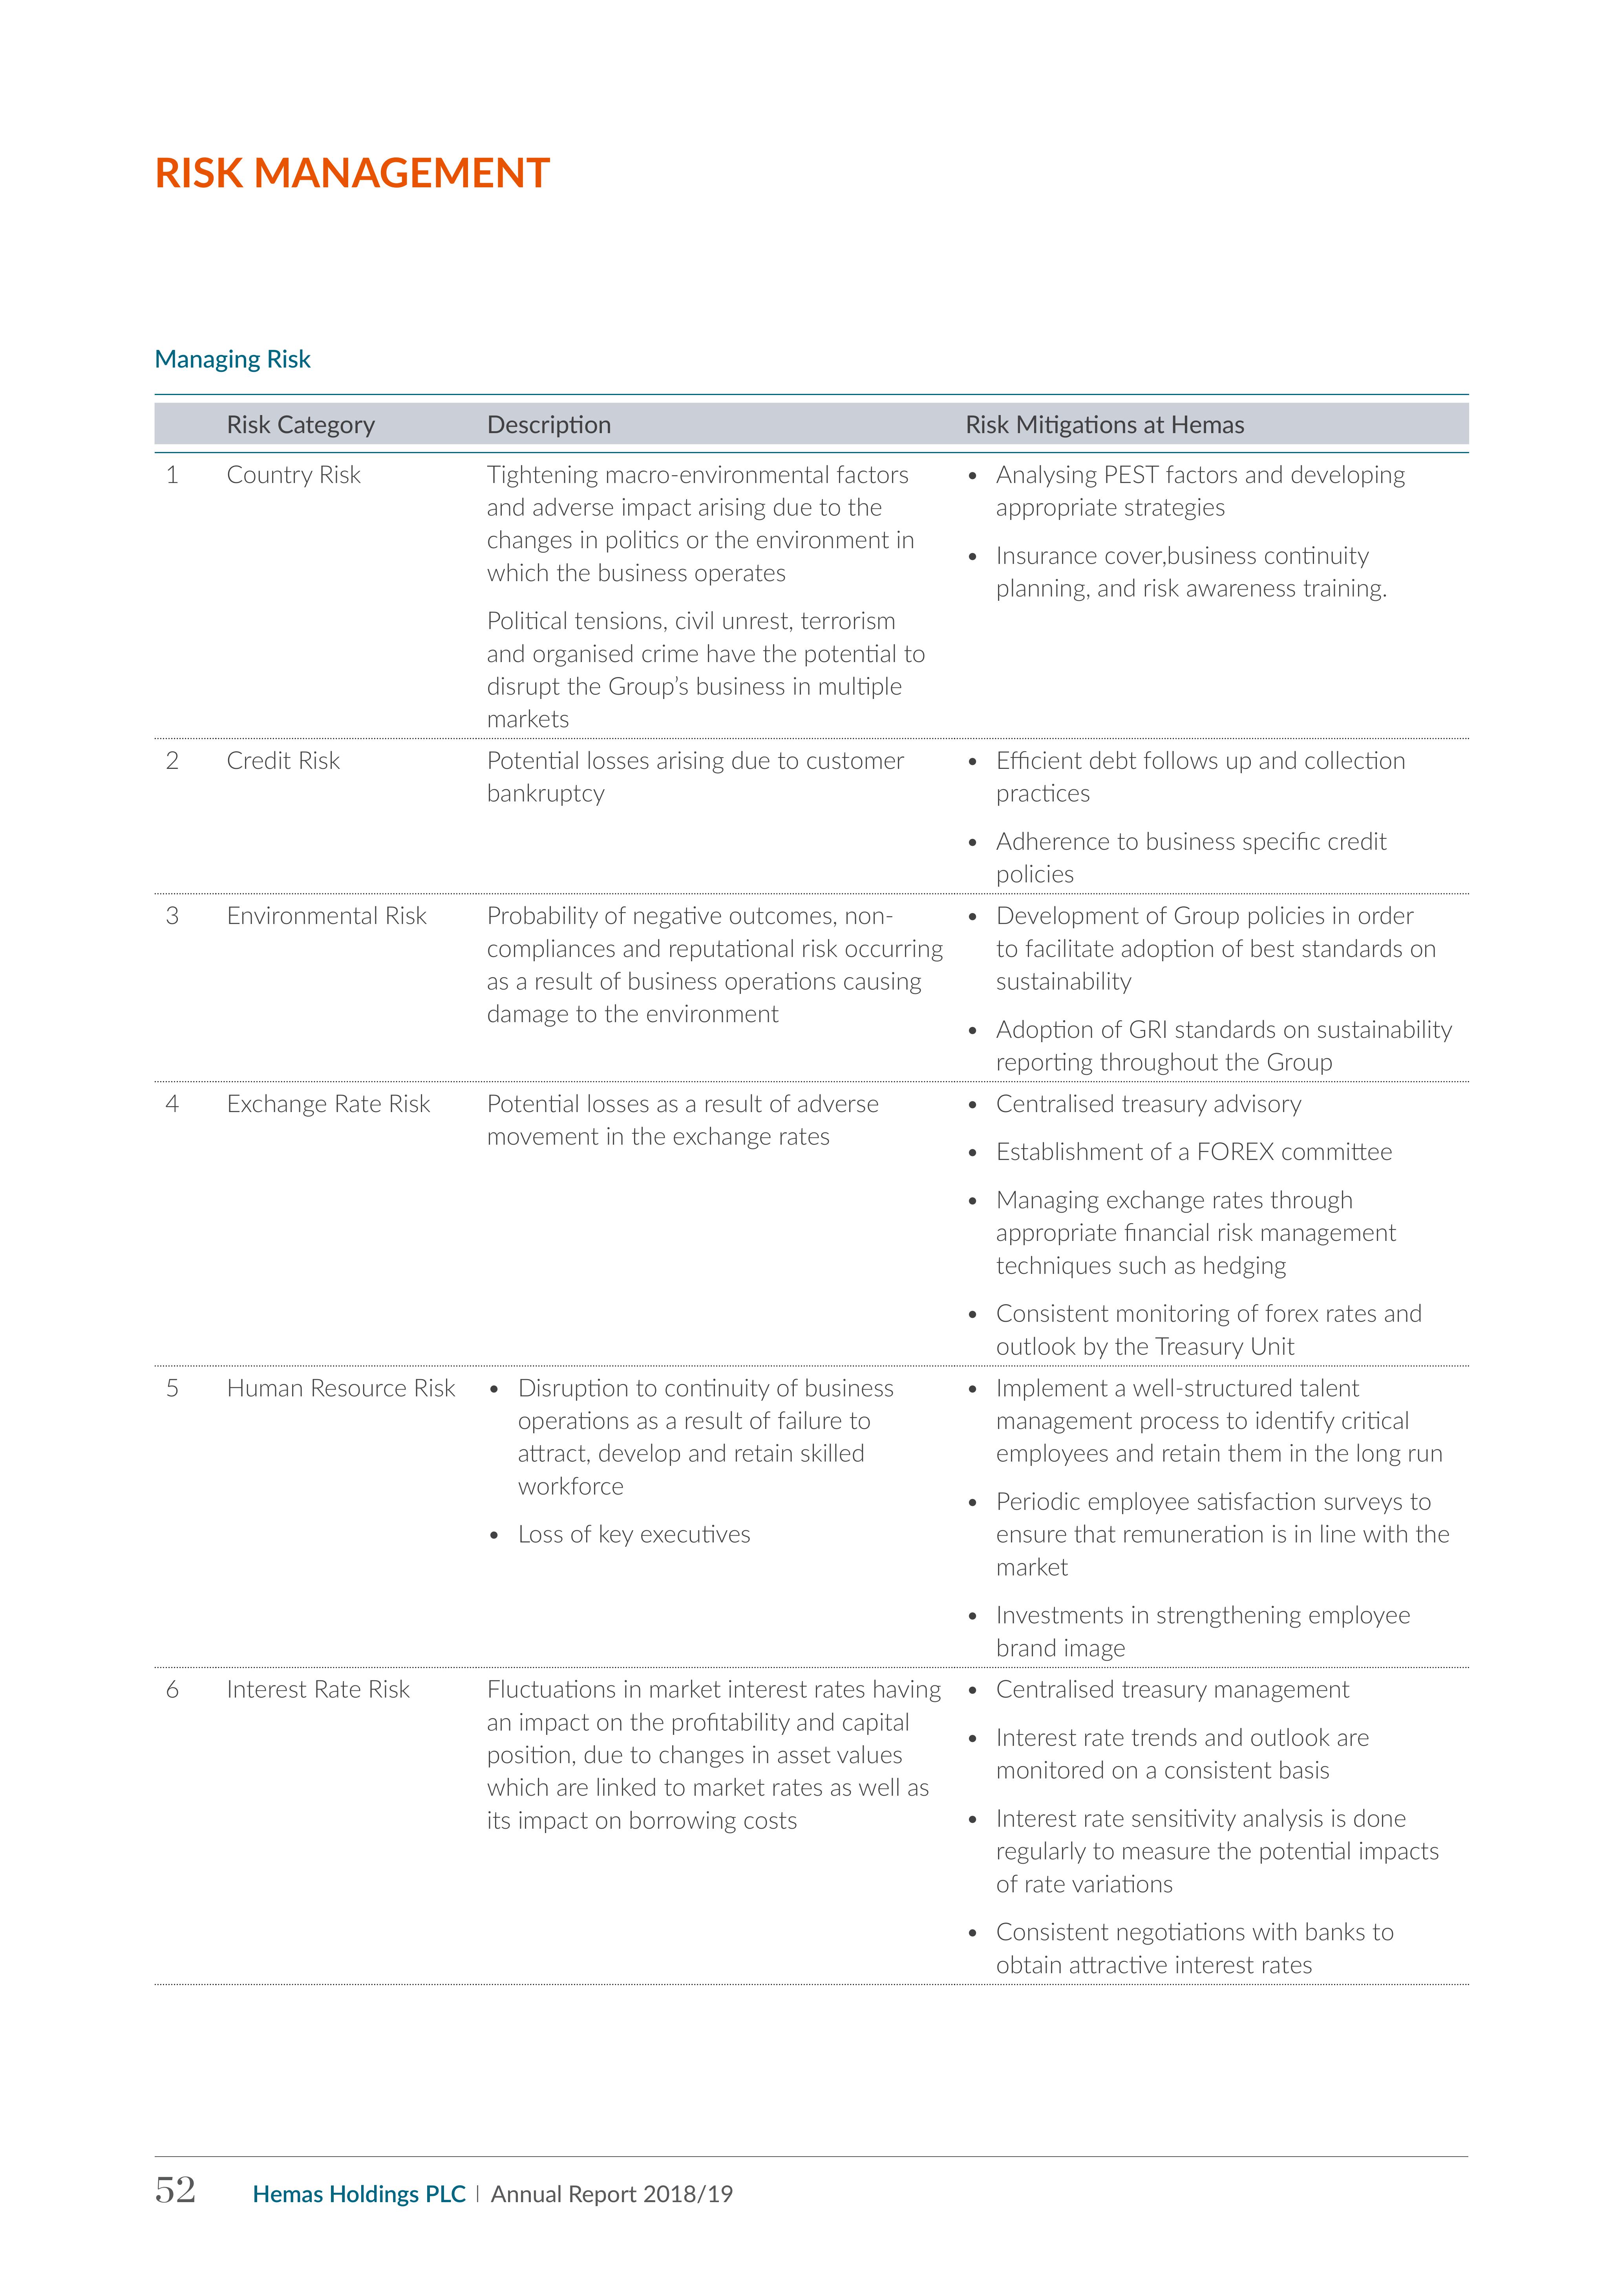 RISK MANAGEMENT
Managing Risk
Risk Category Description Risk Mitigations at Hemas
1 Country Risk
Tightening macro-environmental factors
and adverse impact arising due to the
changes in politics or the environment in
which the business operates
Political tensions, civil unrest, terrorism
and organised crime have the potential to
disrupt the Group’s business in multiple
markets
• Analysing PEST factors and developing
appropriate strategies
• Insurance cover,business continuity
planning, and risk awareness training.
2 Credit Risk
Potential losses arising due to customer
bankruptcy
• Efficient debt follows up and collection
practices
• Adherence to business specific credit
policies
3 Environmental Risk
Probability of negative outcomes, non-
compliances and reputational risk occurring
as a result of business operations causing
damage to the environment
• Development of Group policies in order
to facilitate adoption of best standards on
sustainability
• Adoption of GRI standards on sustainability
reporting throughout the Group
4 Exchange Rate Risk
Potential losses as a result of adverse
movement in the exchange rates
• Centralised treasury advisory
• Establishment of a FOREX committee
• Managing exchange rates through
appropriate financial risk management
techniques such as hedging
• Consistent monitoring of forex rates and
outlook by the Treasury Unit
5 Human Resource Risk
• Disruption to continuity of business
operations as a result of failure to
attract, develop and retain skilled
workforce
• Loss of key executives
• Implement a well-structured talent
management process to identify critical
employees and retain them in the long run
• Periodic employee satisfaction surveys to
ensure that remuneration is in line with the
market
• Investments in strengthening employee
brand image
6 Interest Rate Risk
Fluctuations in market interest rates having
an impact on the profitability and capital
position, due to changes in asset values
which are linked to market rates as well as
its impact on borrowing costs
• Centralised treasury management
• Interest rate trends and outlook are
monitored on a consistent basis
• Interest rate sensitivity analysis is done
regularly to measure the potential impacts
of rate variations
• Consistent negotiations with banks to
obtain attractive interest rates
52 Hemas Holdings PLC | Annual Report 2018/19